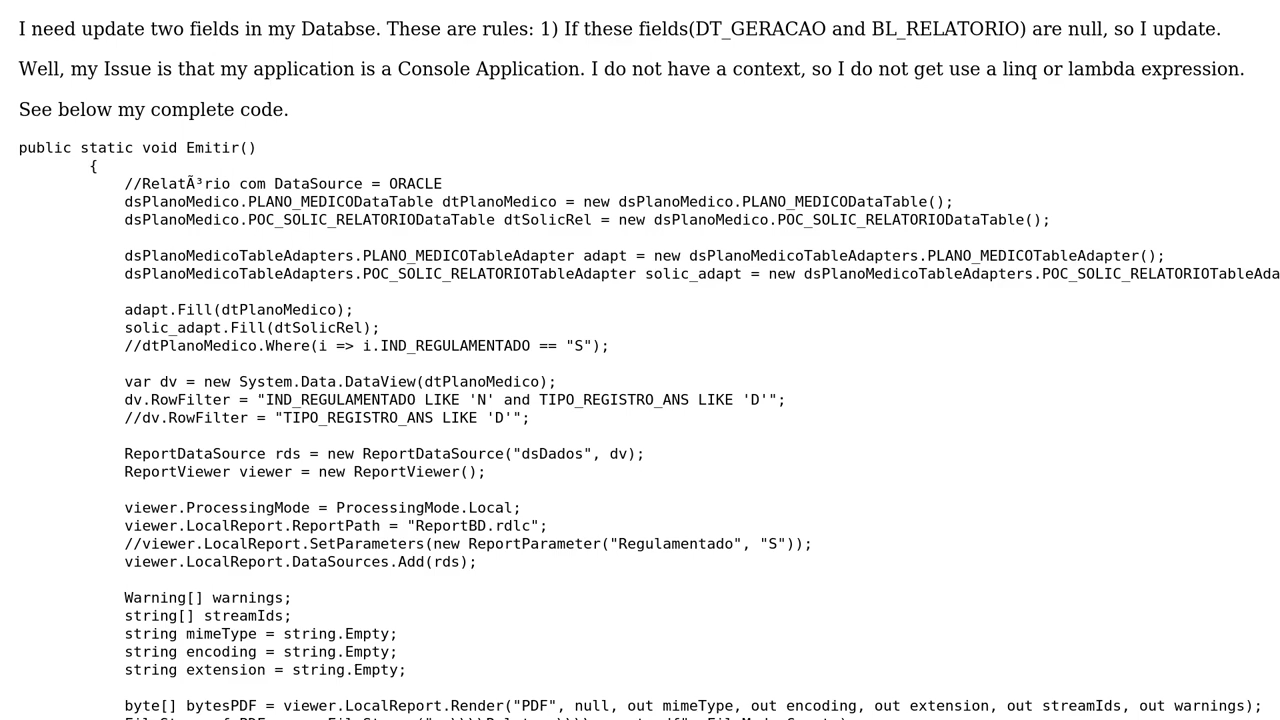 I need update two fields in my Databse. These are rules: 1) If these fields(DT_GERACAO and BL_RELATORIO) are null, so I update.
Well, my Issue is that my application is a Console Application. I do not have a context, so I do not get use a linq or lambda expression.
See below my complete code.
public static void Emitir()
{
//RelatÃ³rio com DataSource = ORACLE
dsPlanoMedico.PLANO_MEDICODataTable dtPlanoMedico = new dsPlanoMedico.PLANO_MEDICODataTable();
dsPlanoMedico.POC_SOLIC_RELATORIODataTable dtSolicRel = new dsPlanoMedico.POC_SOLIC_RELATORIODataTable();
dsPlanoMedicoTableAdapters.PLANO_MEDICOTableAdapter adapt = new dsPlanoMedicoTableAdapters.PLANO_MEDICOTableAdapter();
dsPlanoMedicoTableAdapters.POC_SOLIC_RELATORIOTableAdapter solic_adapt = new dsPlanoMedicoTableAdapters.POC_SOLIC_RELATORIOTableAda
adapt.Fill(dtPlanoMedico);
solic_adapt.Fill(dtSolicRel);
//dtPlanoMedico.Where(i => i.IND_REGULAMENTADO == "S");
var dv = new System.Data.DataView(dtPlanoMedico);
dv.RowFilter = "IND_REGULAMENTADO LIKE 'N' and TIPO_REGISTRO_ANS LIKE 'D'";
//dv.RowFilter = "TIPO_REGISTRO_ANS LIKE 'D'";
ReportDataSource rds = new ReportDataSource("dsDados", dv);
ReportViewer viewer = new ReportViewer();
viewer.ProcessingMode = ProcessingMode.Local;
viewer.LocalReport.ReportPath = "ReportBD.rdlc";
//viewer.LocalReport.SetParameters(new ReportParameter("Regulamentado", "S"));
viewer.LocalReport.DataSources.Add(rds);
Warning[] warnings;
string[] streamIds;
string mimeType = string.Empty;
string encoding = string.Empty;
string extension = string.Empty;
byte[] bytesPDF = viewer.LocalReport.Render("PDF", null, out mimeType, out encoding, out extension, out streamIds, out warnings);